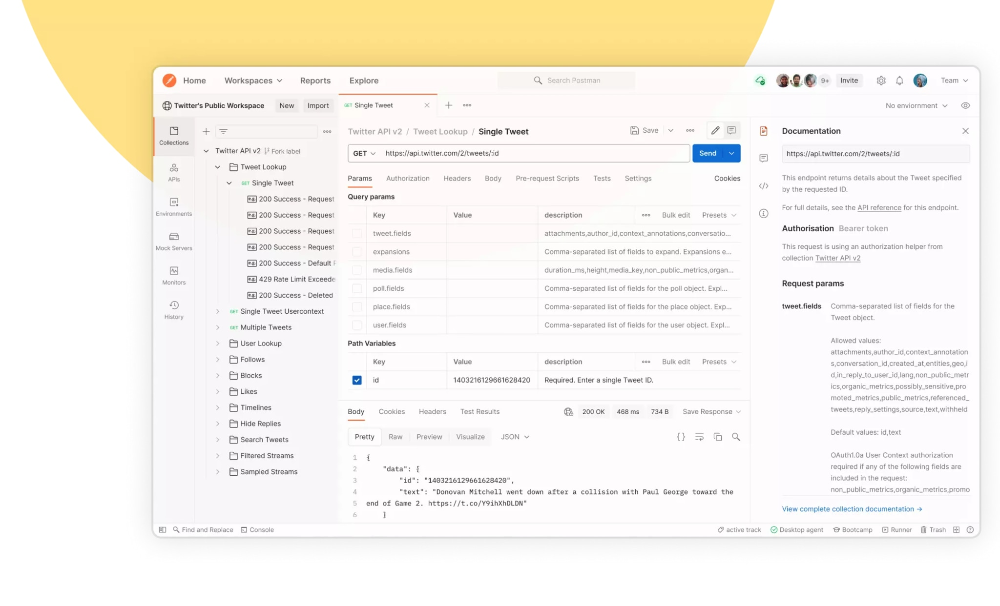 Home Workspaces Reports Explore Search Postman 9+ Invite Team
Twitter's Public Workspace New Import GET Single Tweet No enviornment
Collections
APIs
Environments
Mock Servers
Monitors
History
Twitter API v2 Fork label
Tweet Lookup
GET Single Tweet
e.g. 200 Success - Request
e.g. 200 Success - Request
e.g. 200 Success - Request
e.g. 200 Success - Request
e.g. 200 Success - Default
e.g. 429 Rate Limit Exceede
e.g. 200 Success - Deleted
GET Single Tweet Usercontext
GET Multiple Tweets
User Lookup
Follows
Blocks
Likes
Timelines
Hide Replies
Search Tweets
Filtered Streams
Sampled Streams
Twitter API v2 / Tweet Lookup / Single Tweet Save
GET https://api.twitter.com/2/tweets/:id Send
Params Authorization Headers Body Pre-request Scripts Tests Settings Cookies
Query params
Key Value description Bulk edit Presets
tweet.fields attachments,author_id,context_annotations,conversatio...
expansions Comma-separated list of fields to expand. Expansions e...
media.fields duration_ms,height,media_key,non_public_metrics,organ...
poll.fields Comma-separated list of fields for the poll object. Expl...
place.fields Comma-separated list of fields for the place object. Exp...
user.fields Comma-separated list of fields for the user object. Expl...
Path Variables
Key Value description Bulk edit Presets
id 1403216129661628420 Required. Enter a single Tweet ID.
Body Cookies Headers Test Results 200 OK 468 ms 734 B Save Response
Pretty Raw Preview Visualize JSON {}
1 {
2 "data": {
3 "id": "1403216129661628420",
4 "text": "Donovan Mitchell went down after a collision with Paul George toward the
5 end of Game 2. https://t.co/Y9ihXhDLDN"
6 }
Documentation
https://api.twitter.com/2/tweets/:id
This endpoint returns details about the Tweet specified
by the requested ID.
For full details, see the API reference for this endpoint.
Authorisation Bearer token
This request is using an authorization helper from
collection Twitter API v2
Request params
tweet.fields Comma-separated list of fields for the
Tweet object.
Allowed values:
attachments,author_id,context_annotation
s,conversation_id,created_at,entities,geo,i
d,in_reply_to_user_id,lang,non_public_metr
ics,organic_metrics,possibly_sensitive,pro
moted_metrics,public_metrics,referenced_
tweets,reply_settings,source,text,withheld
Default values: id,text
OAuth1.0a User Context authorization
required if any of the following fields are
included in the request:
non_public_metrics,organic_metrics,promo
View complete collection documentation →
Find and Replace Console active track Desktop agent Bootcamp Runner Trash